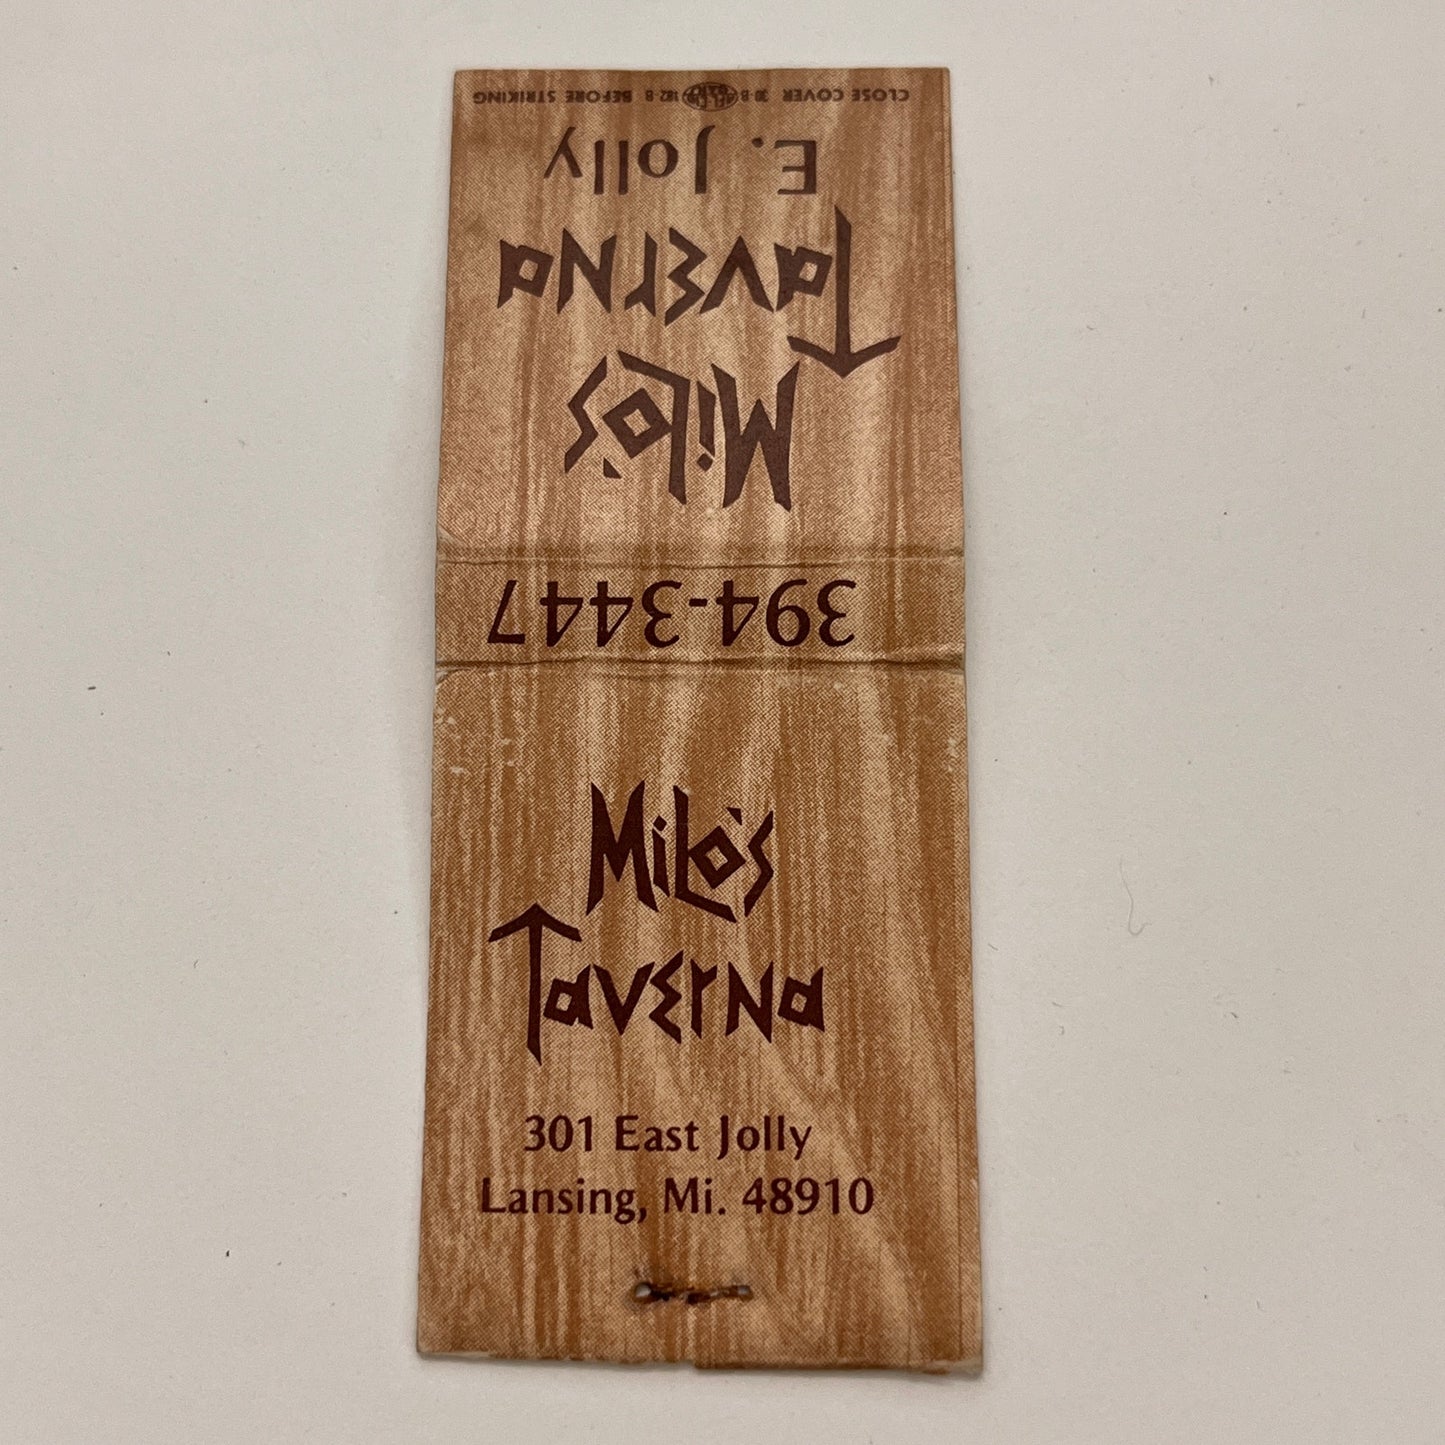 Milo's
Taverna
E. Jolly
CLOSE COVER BEFORE STRIKING
394-3447
Milo's
Taverna
301 East Jolly
Lansing, Mi. 48910